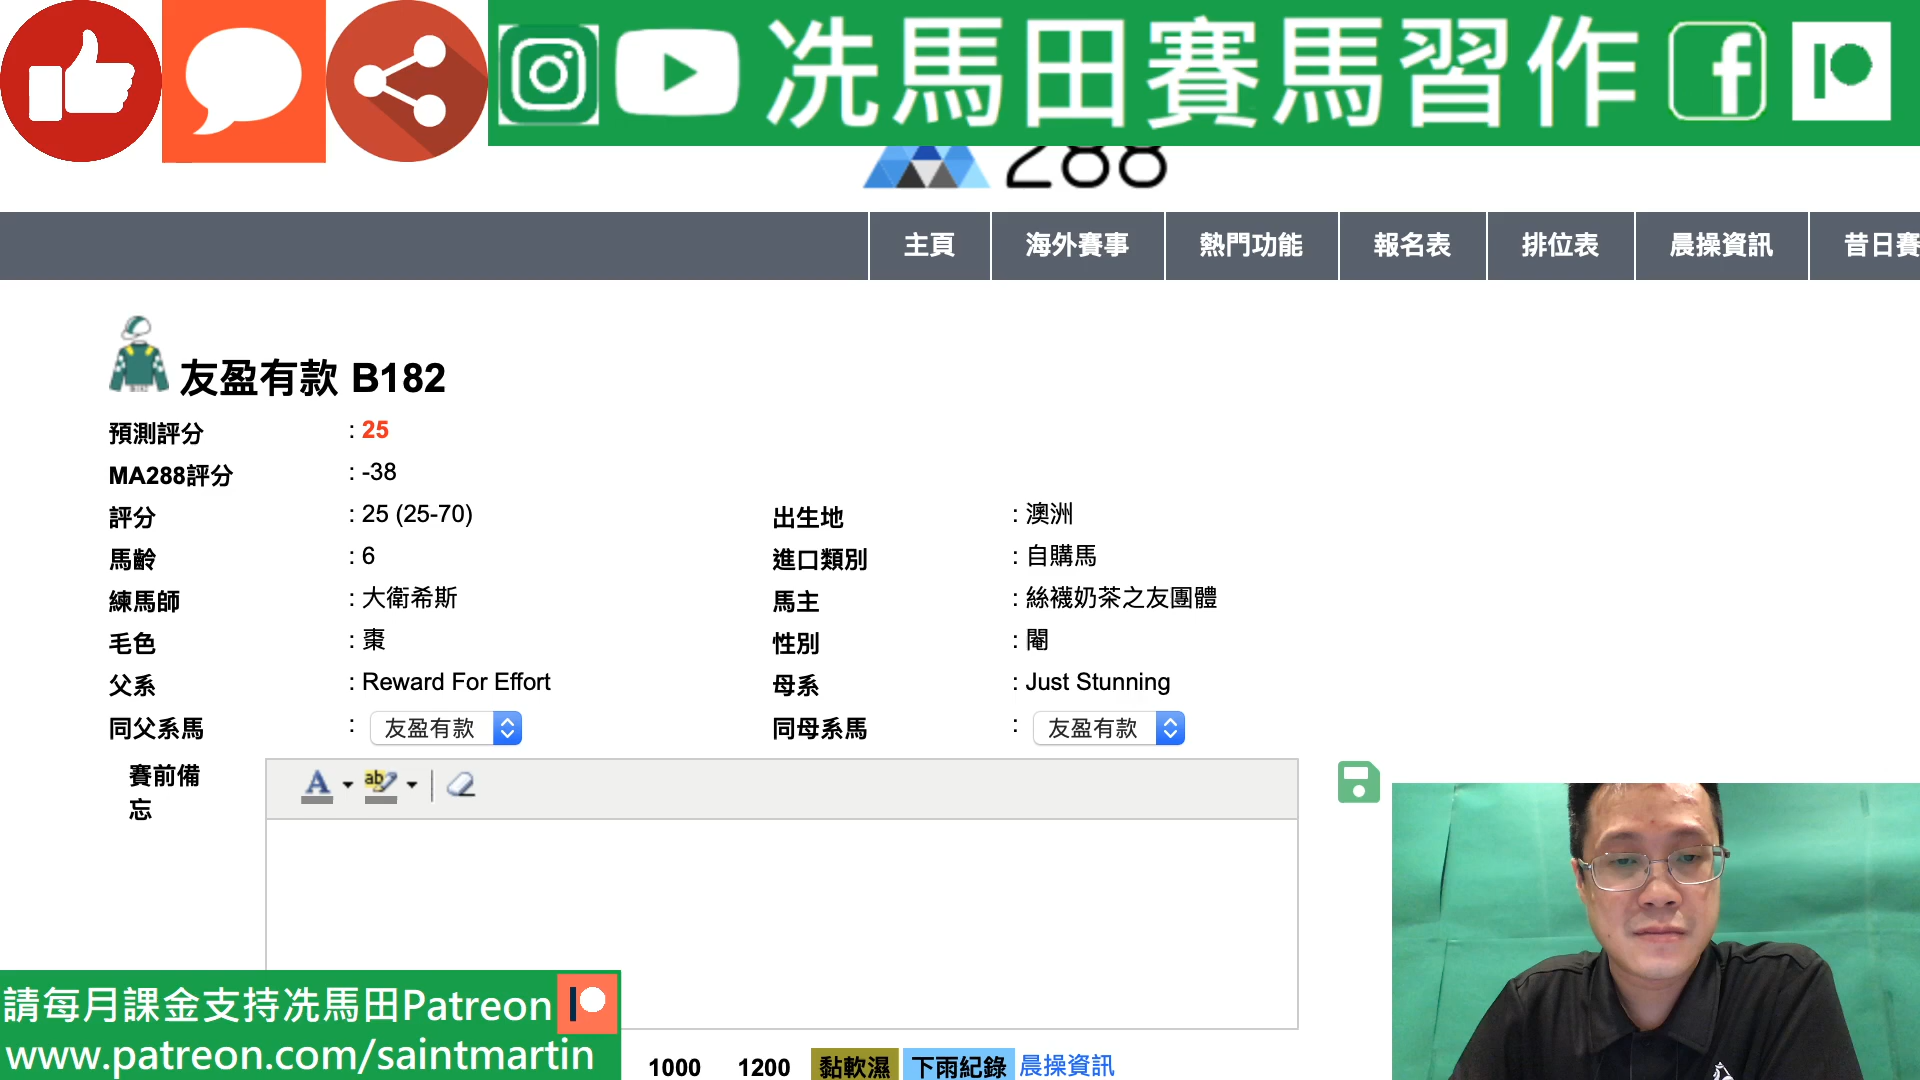 冼馬田賽馬習作
288
主頁 海外賽事 熱門功能 報名表 排位表 晨操資訊 昔日賽
友盈有款 B182
預測評分 : 25
MA288評分 : -38
評分 : 25 (25-70) 出生地 : 澳洲
馬齡 : 6 進口類別 : 自購馬
練馬師 : 大衛希斯 馬主 : 絲襪奶茶之友團體
毛色 : 棗 性別 : 閹
父系 : Reward For Effort 母系 : Just Stunning
同父系馬 : 友盈有款 同母系馬 : 友盈有款
賽前備
忘
請每月課金支持冼馬田Patreon
www.patreon.com/saintmartin
1000 1200 黏軟濕 下雨紀錄 晨操資訊